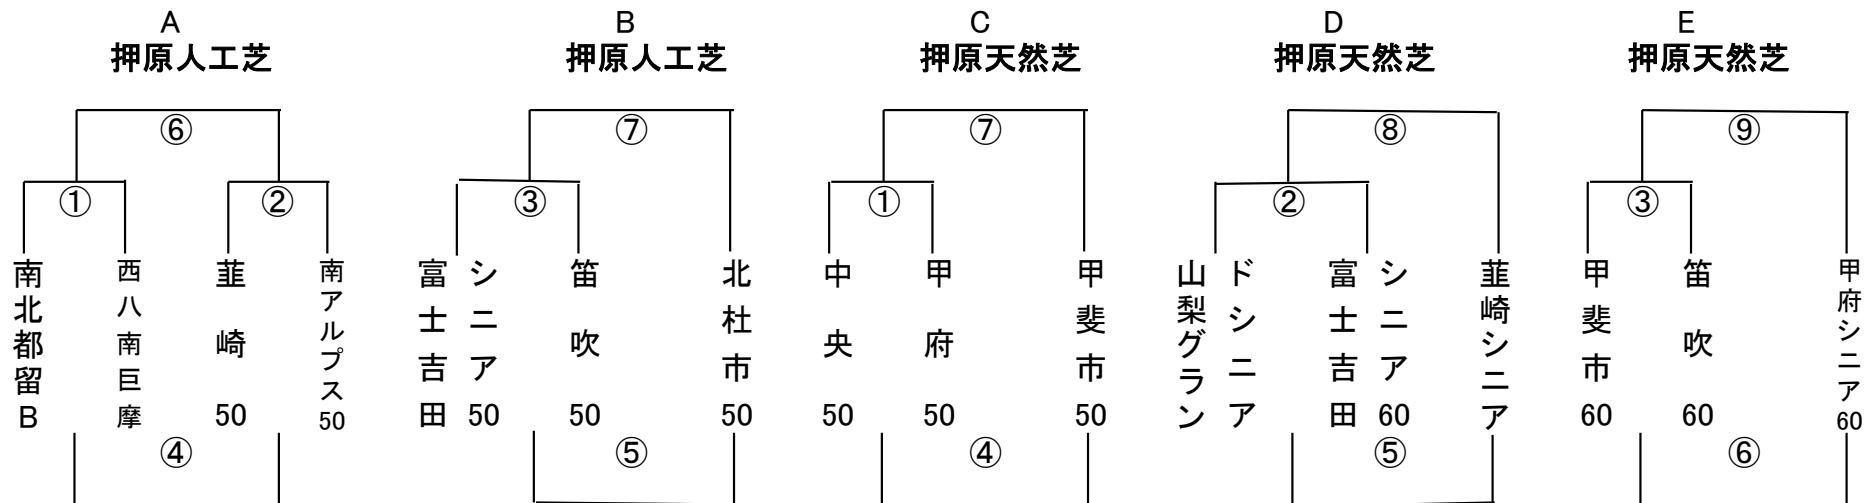 A
押原人工芝
B
押原人工芝
C
押原天然芝
D
押原天然芝
E
押原天然芝
⑥
⑦
⑦
⑧
⑨
①
②
③
①
②
③
南北都留B
西八南巨摩
韮崎50
南アルプス50
富士吉田
シニア50
笛吹50
北杜市50
中央50
甲府50
甲斐市50
山梨グラン
ドシニア
富士吉田
シニア60
韮崎シニア
甲斐市60
笛吹60
甲府シニア60
④
⑤
④
⑤
⑥